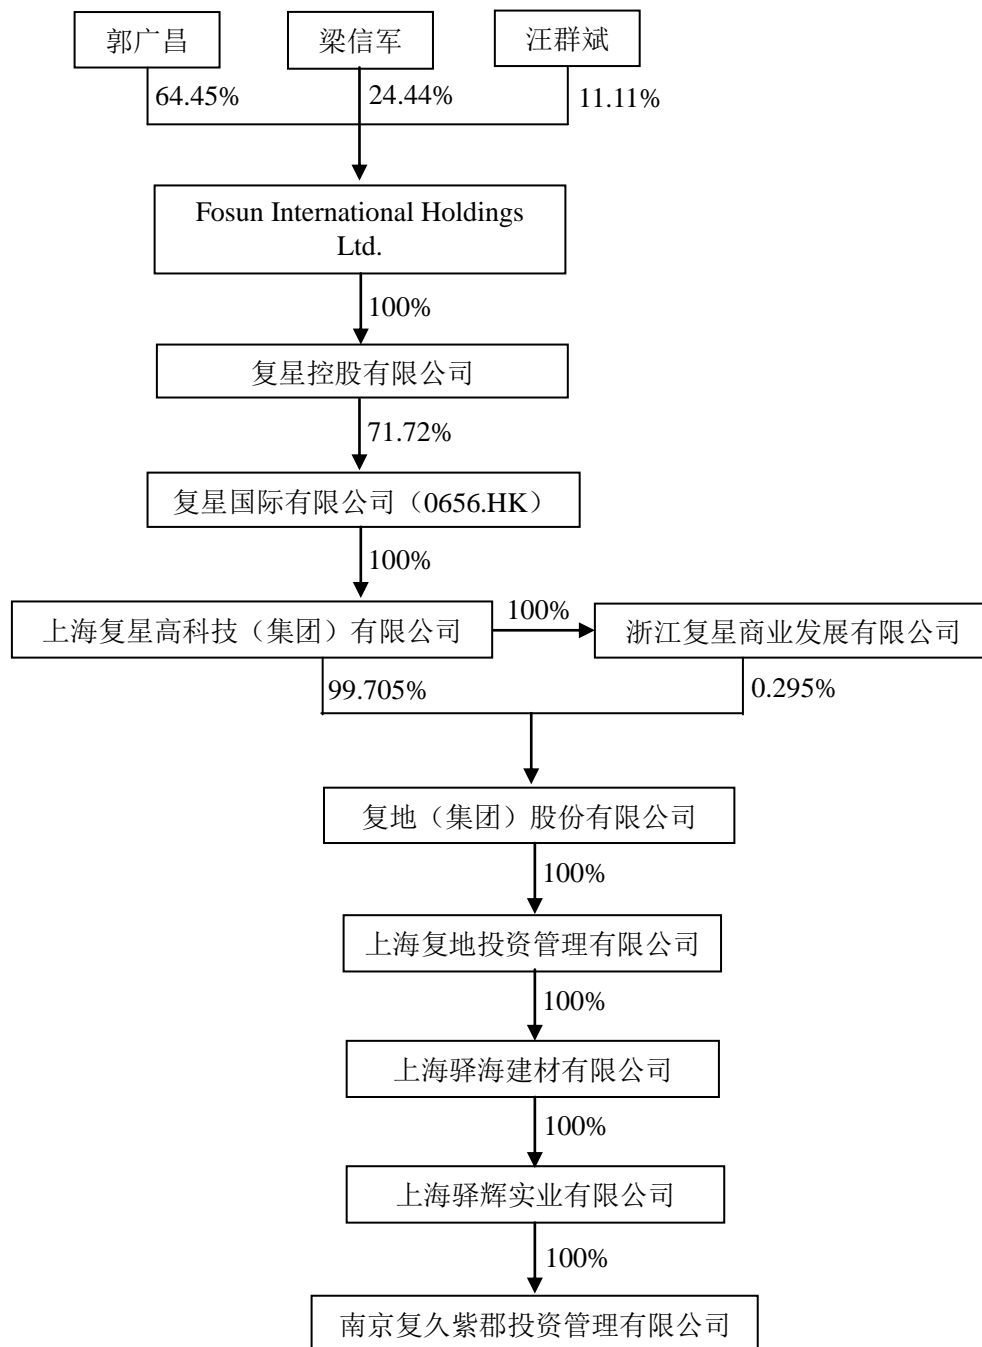 郭广昌
梁信军
汪群斌
64.45%
24.44%
11.11%
Fosun International Holdings
Ltd.
100%
复星控股有限公司
71.72%
复星国际有限公司（0656.HK）
100%
上海复星高科技（集团）有限公司
100%
浙江复星商业发展有限公司
99.705%
0.295%
复地（集团）股份有限公司
100%
上海复地投资管理有限公司
100%
上海驿海建材有限公司
100%
上海驿辉实业有限公司
100%
南京复久紫郡投资管理有限公司